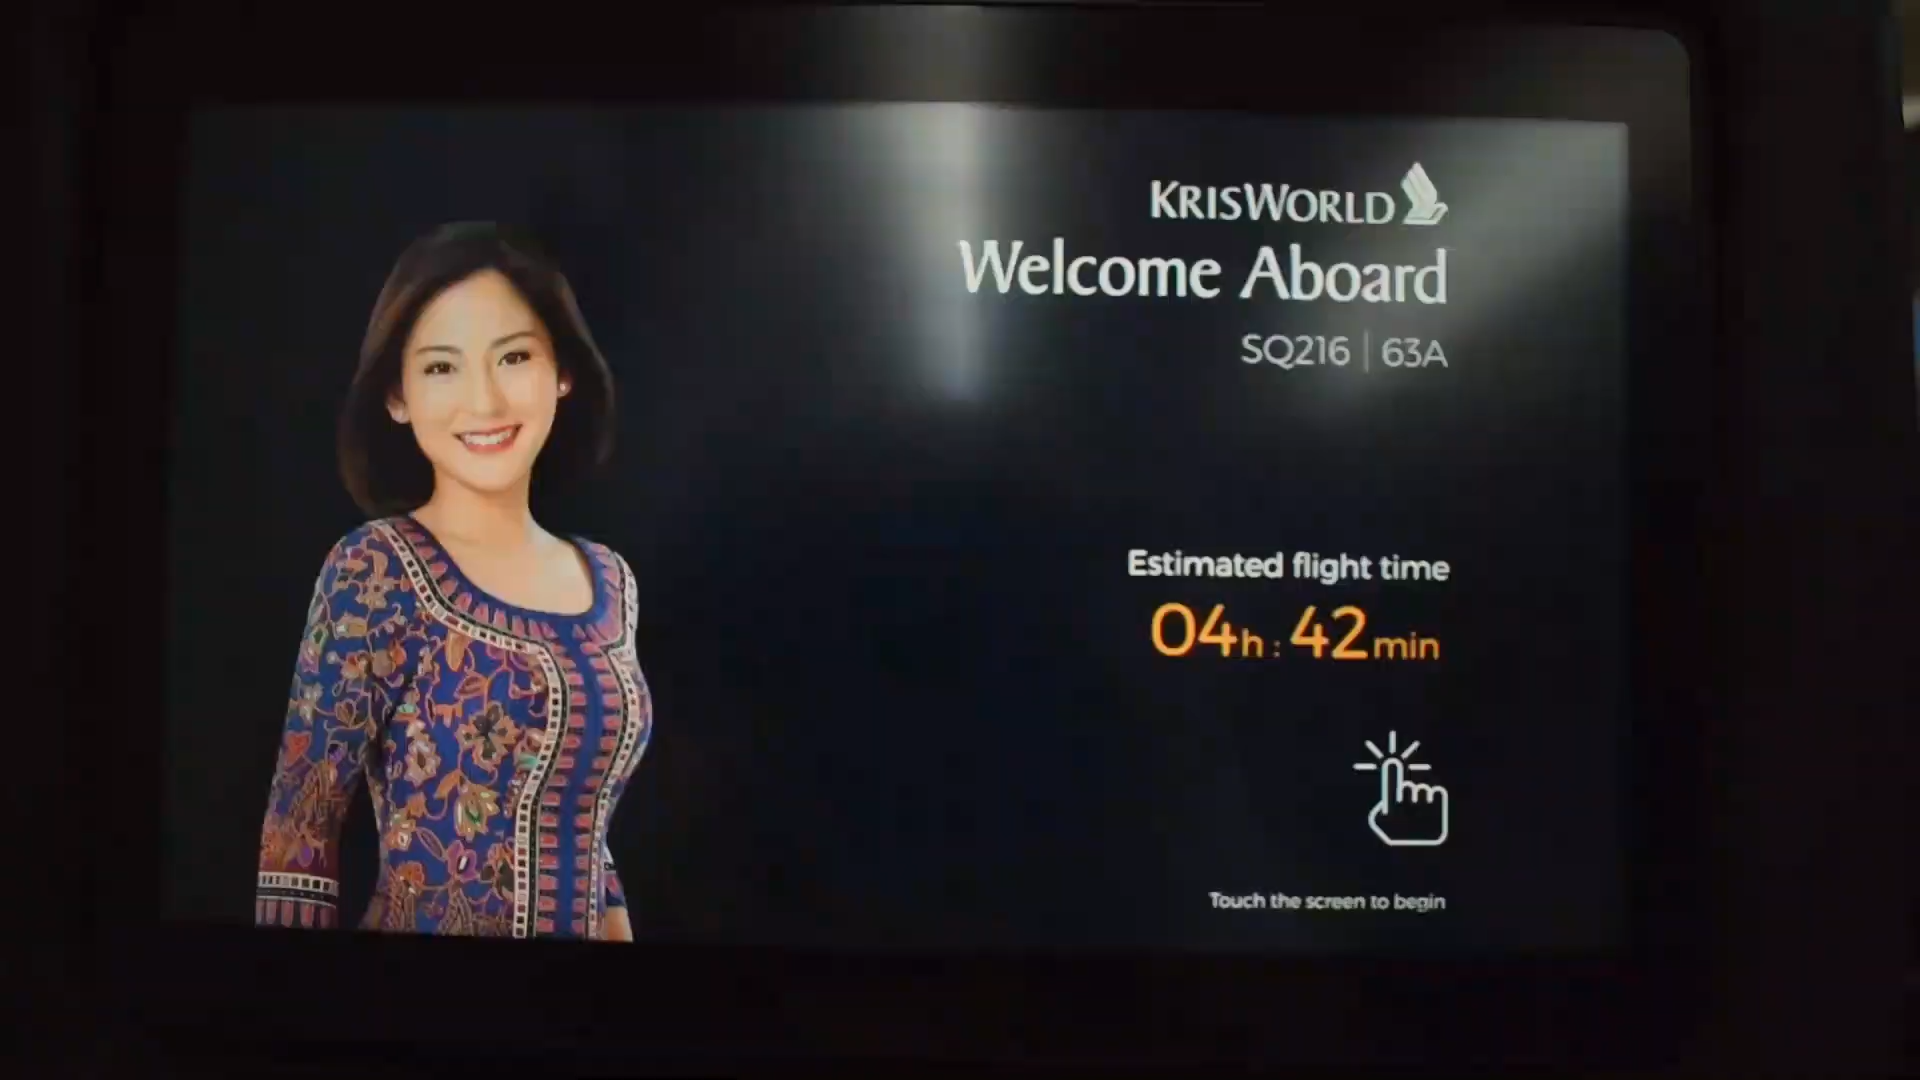 KRISWORLD
Welcome Aboard
SQ216 | 63A
Estimated flight time
04h : 42min
Touch the screen to begin